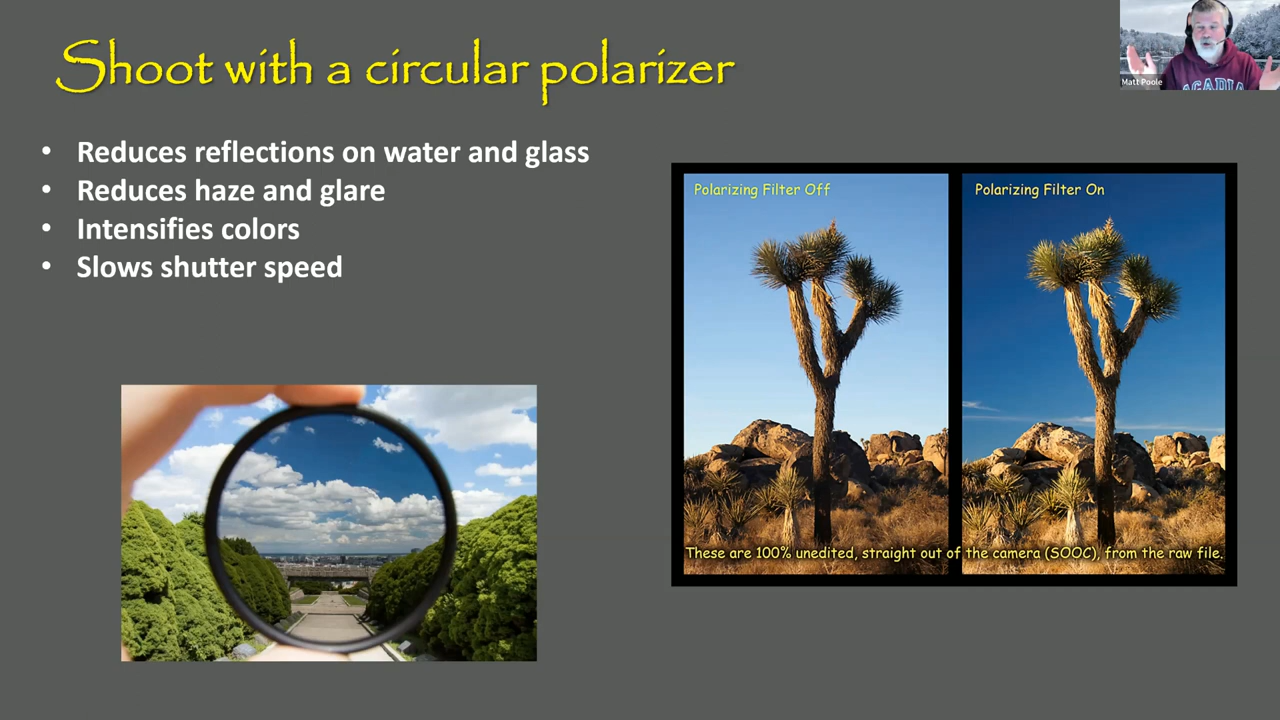 Shoot with a circular polarizer
Matt Poole
ACADIA
• Reduces reflections on water and glass
• Reduces haze and glare
• Intensifies colors
• Slows shutter speed
Polarizing Filter Off
Polarizing Filter On
These are 100% unedited, straight out of the camera (SOOC), from the raw file.